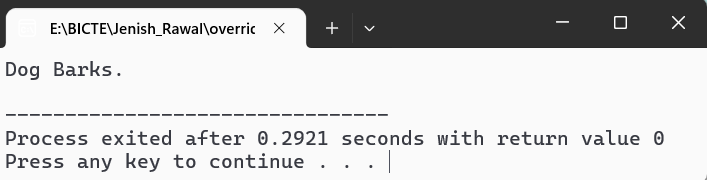 E:\BICTE\Jenish_Rawal\overric
Dog Barks.
--------------------------------
Process exited after 0.2921 seconds with return value 0
Press any key to continue . . .